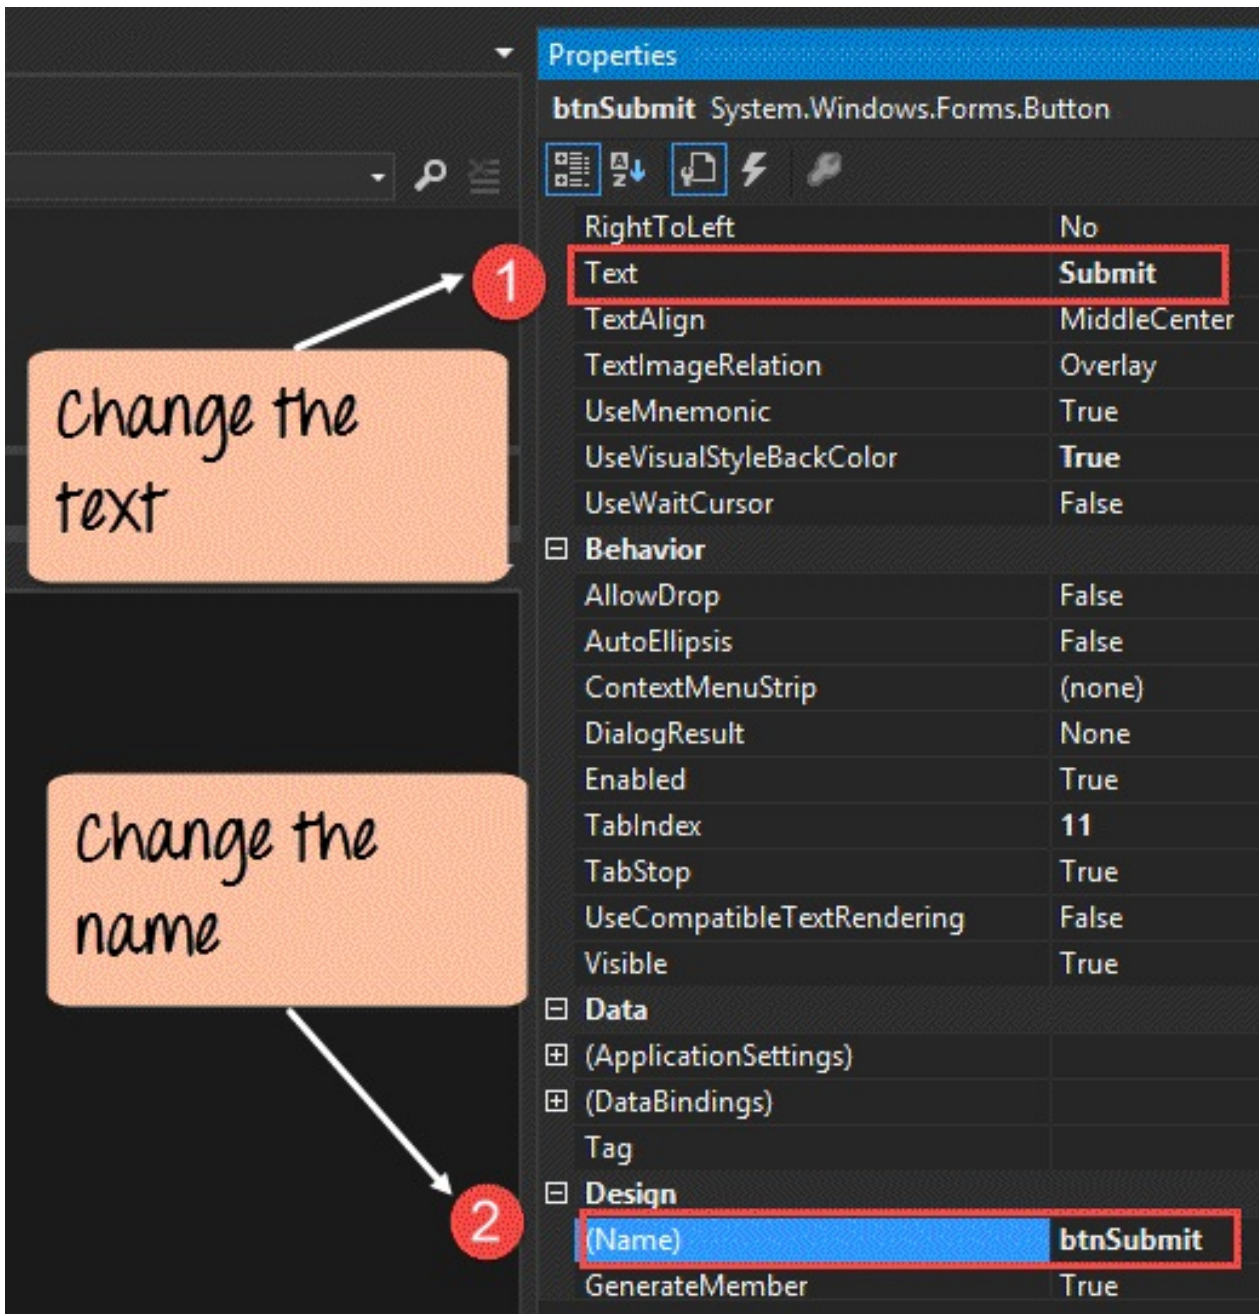 Properties
btnSubmit System.Windows.Forms.Button
RightToLeft No
1
Text Submit
TextAlign MiddleCenter
TextImageRelation Overlay
UseMnemonic True
UseVisualStyleBackColor True
UseWaitCursor False
Change the
text
Behavior
AllowDrop False
AutoEllipsis False
ContextMenuStrip (none)
DialogResult None
Enabled True
TabIndex 11
TabStop True
UseCompatibleTextRendering False
Visible True
Change the
name
Data
(ApplicationSettings)
(DataBindings)
Tag
Design
2
(Name) btnSubmit
GenerateMember True